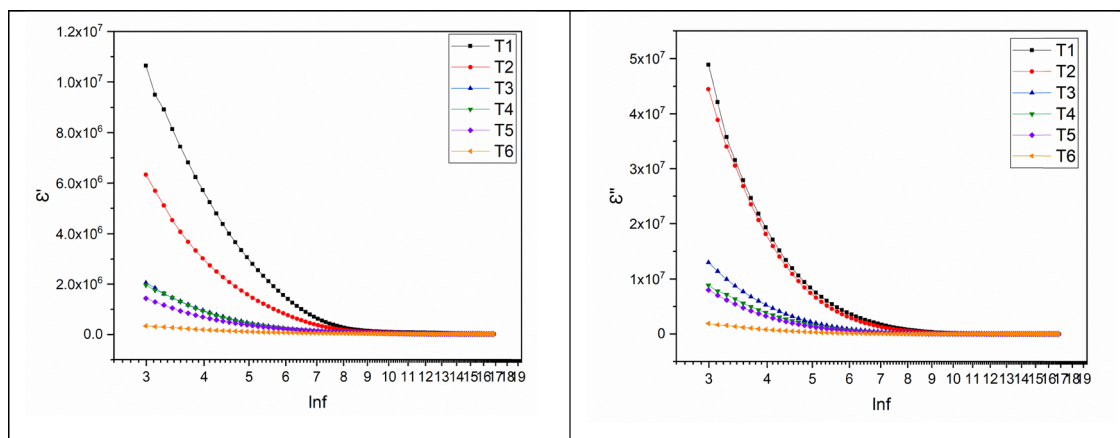 1.2x10⁷
1.0x10⁷
8.0x10⁶
6.0x10⁶
4.0x10⁶
2.0x10⁶
0.0
ε'
T1
T2
T3
T4
T5
T6
3 4 5 6 7 8 9 10 11 12 13 14 15 16 17 18 19
lnf
5x10⁷
4x10⁷
3x10⁷
2x10⁷
1x10⁷
0
ε"
T1
T2
T3
T4
T5
T6
3 4 5 6 7 8 9 10 11 12 13 14 15 16 17 18 19
lnf